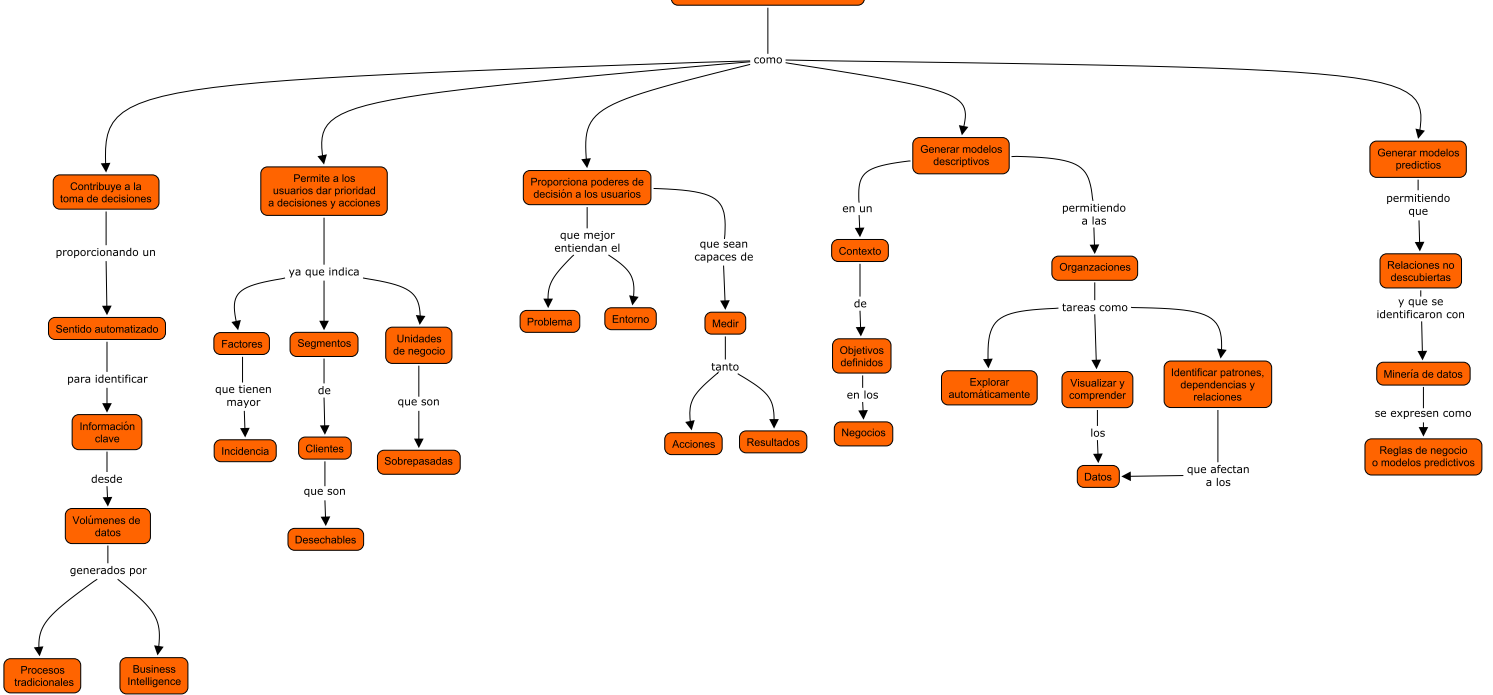 como
Contribuye a la
toma de decisiones
proporcionando un
Sentido automatizado
para identificar
Información
clave
desde
Volúmenes de
datos
generados por
Procesos
tradicionales
Business
Intelligence
Permite a los
usuarios dar prioridad
a decisiones y acciones
ya que indica
Factores
que tienen
mayor
Incidencia
Segmentos
de
Clientes
que son
Desechables
Unidades
de negocio
que son
Sobrepasadas
Proporciona poderes de
decisión a los usuarios
que mejor
entiendan el
Problema
Entorno
que sean
capaces de
Medir
tanto
Acciones
Resultados
Generar modelos
descriptivos
en un
Contexto
de
Objetivos
definidos
en los
Negocios
permitiendo
a las
Organzaciones
tareas como
Explorar
automáticamente
Visualizar y
comprender
los
Datos
Identificar patrones,
dependencias y
relaciones
que afectan
a los
Generar modelos
predictios
permitiendo
que
Relaciones no
descubiertas
y que se
identificaron con
Minería de datos
se expresen como
Reglas de negocio
o modelos predictivos